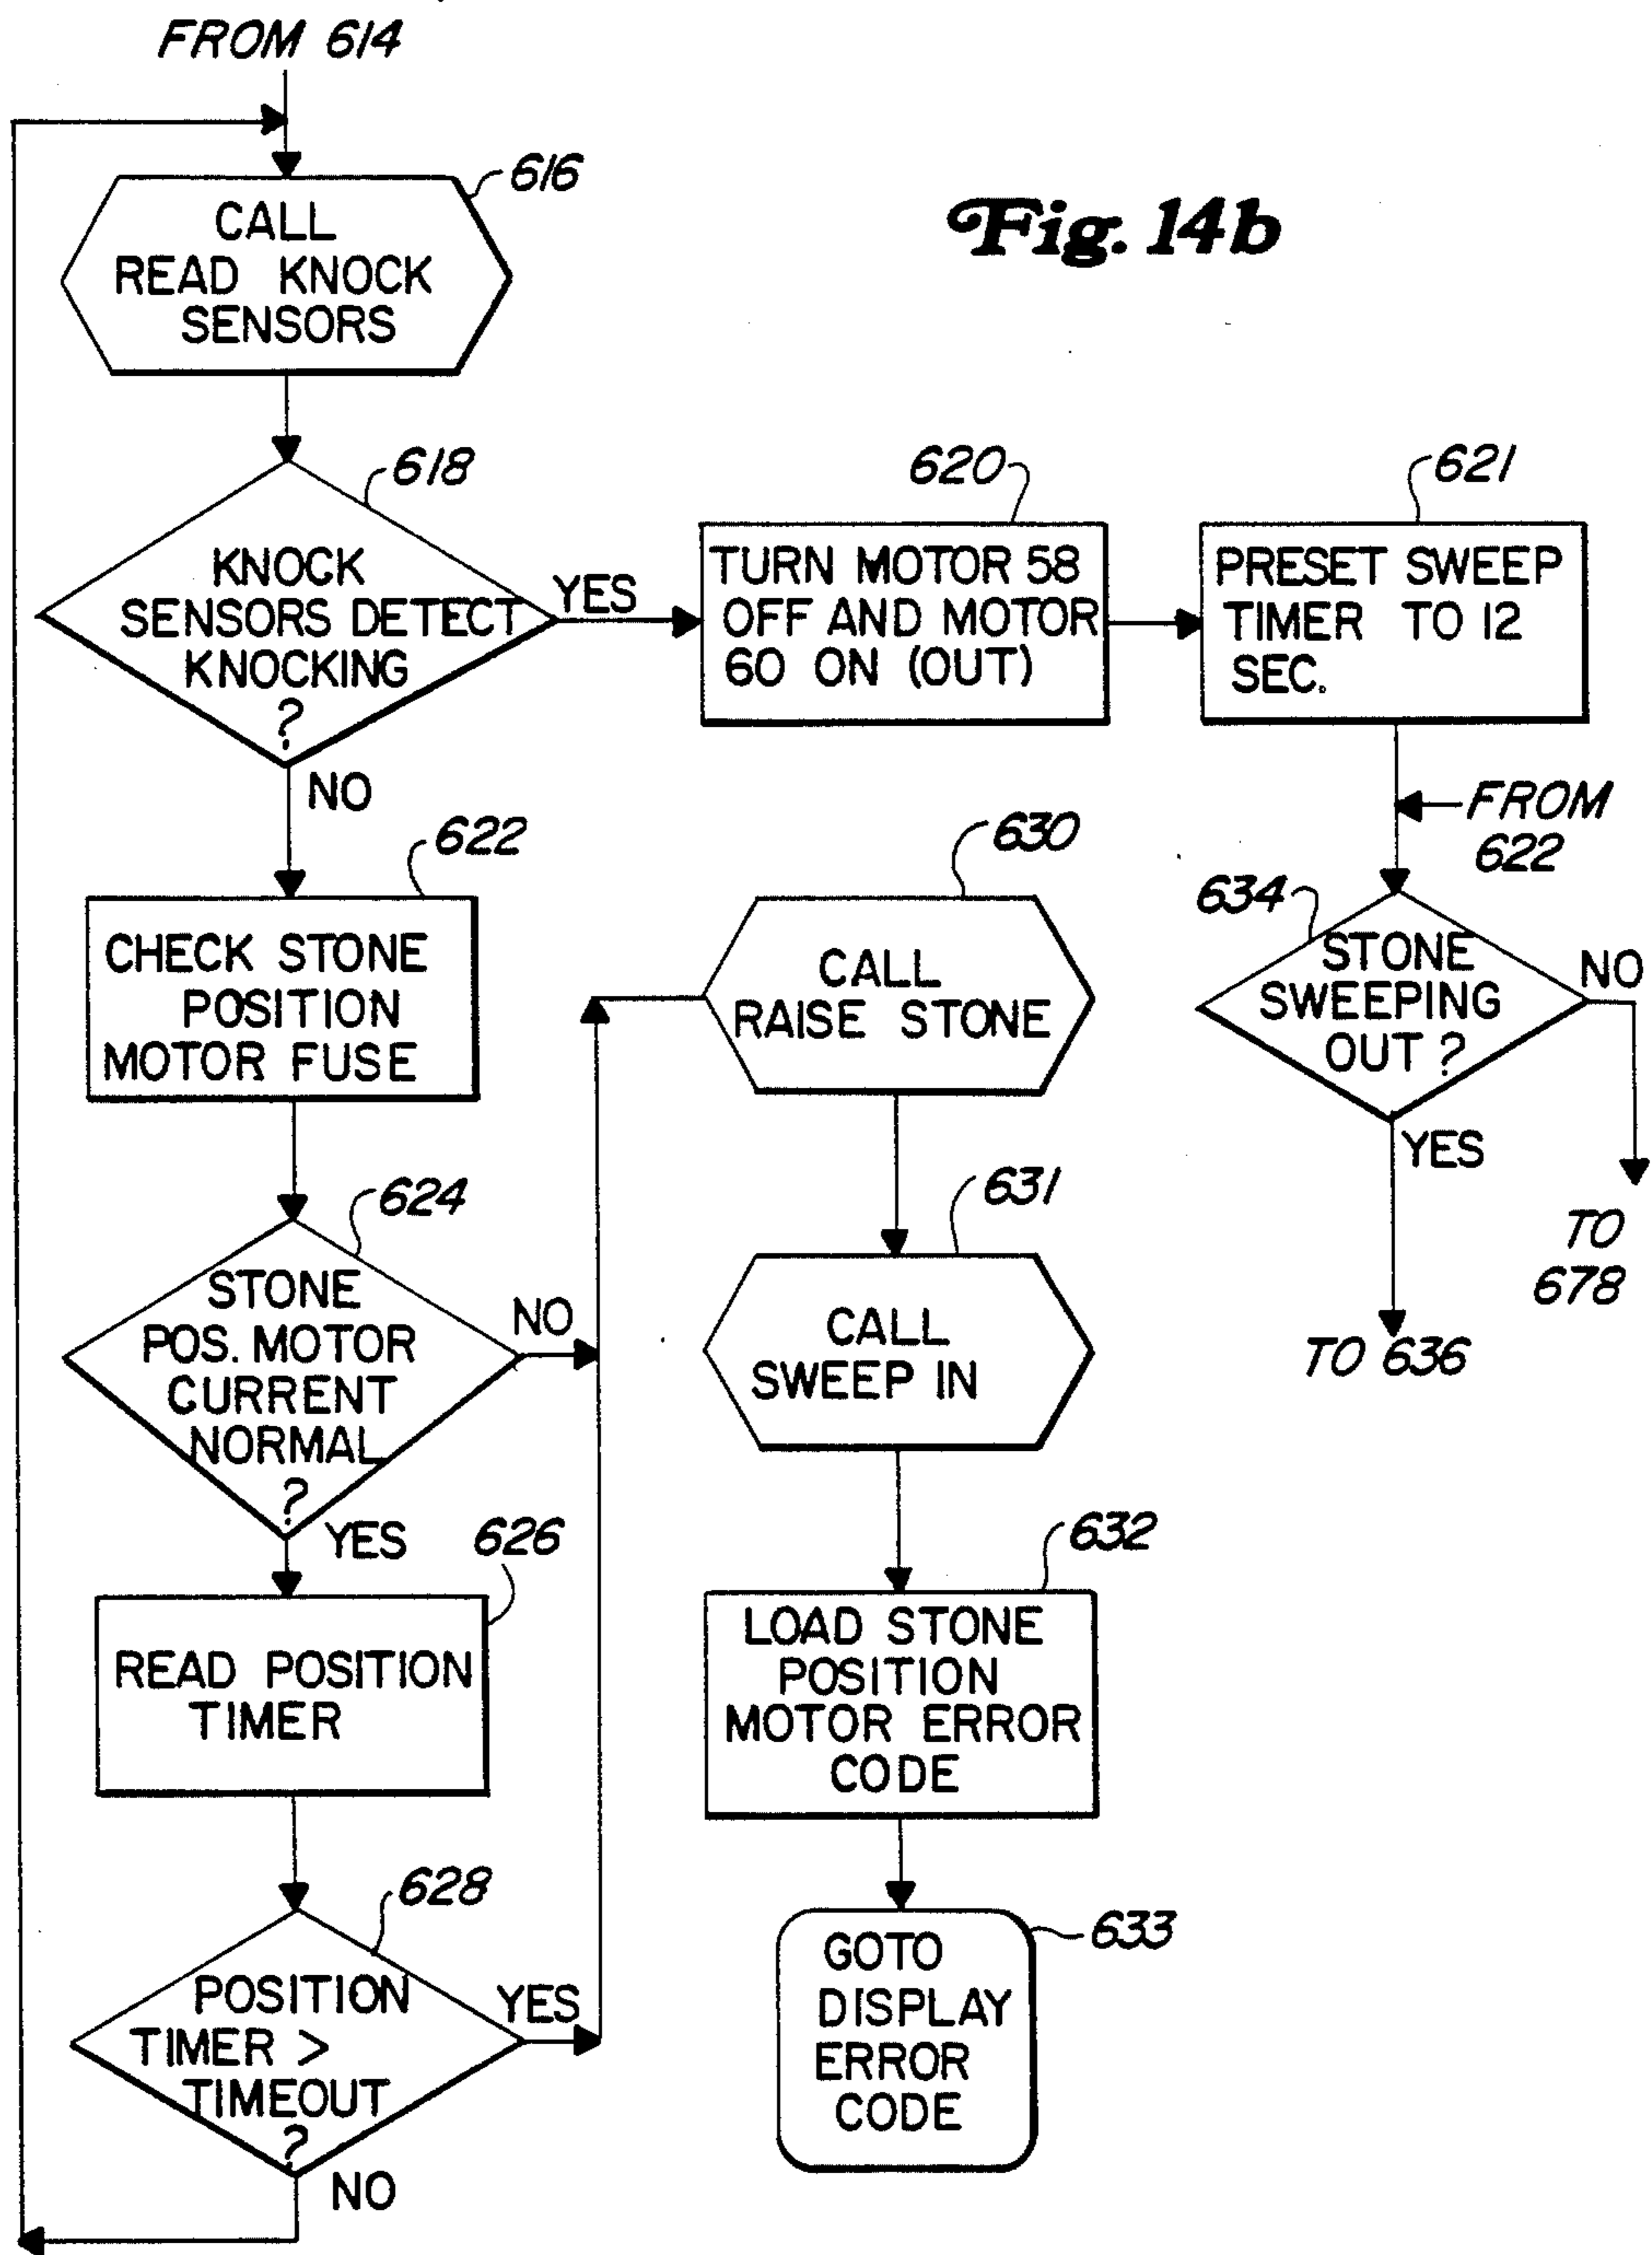 FROM 614
616
CALL
READ KNOCK
SENSORS
Fig. 14b
618
KNOCK
SENSORS DETECT
KNOCKING
?
YES
NO
620
TURN MOTOR 58
OFF AND MOTOR
60 ON (OUT)
621
PRESET SWEEP
TIMER TO 12
SEC.
FROM
622
634
STONE
SWEEPING
OUT ?
NO
YES
TO
678
TO 636
622
CHECK STONE
POSITION
MOTOR FUSE
624
STONE
POS. MOTOR
CURRENT
NORMAL
?
NO
YES
626
READ POSITION
TIMER
628
POSITION
TIMER >
TIMEOUT
?
YES
NO
630
CALL
RAISE STONE
631
CALL
SWEEP IN
632
LOAD STONE
POSITION
MOTOR ERROR
CODE
633
GOTO
DISPLAY
ERROR
CODE